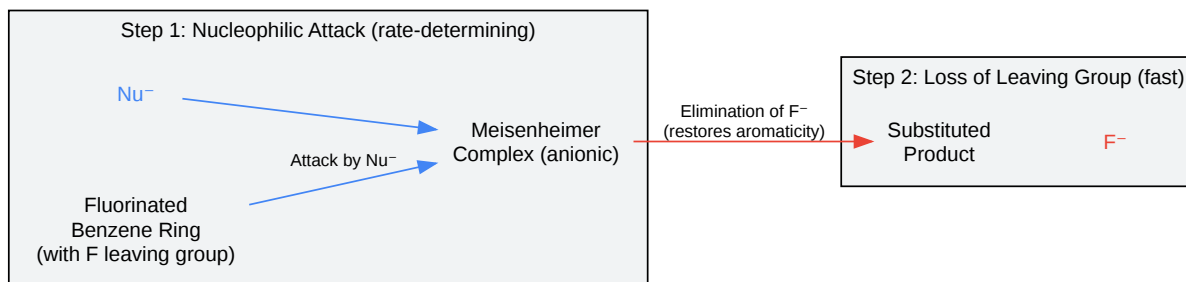 Step 1: Nucleophilic Attack (rate-determining)
Nu⁻
Attack by Nu⁻
Fluorinated
Benzene Ring
(with F leaving group)
Meisenheimer
Complex (anionic)
Elimination of F⁻
(restores aromaticity)
Step 2: Loss of Leaving Group (fast)
Substituted
Product
F⁻